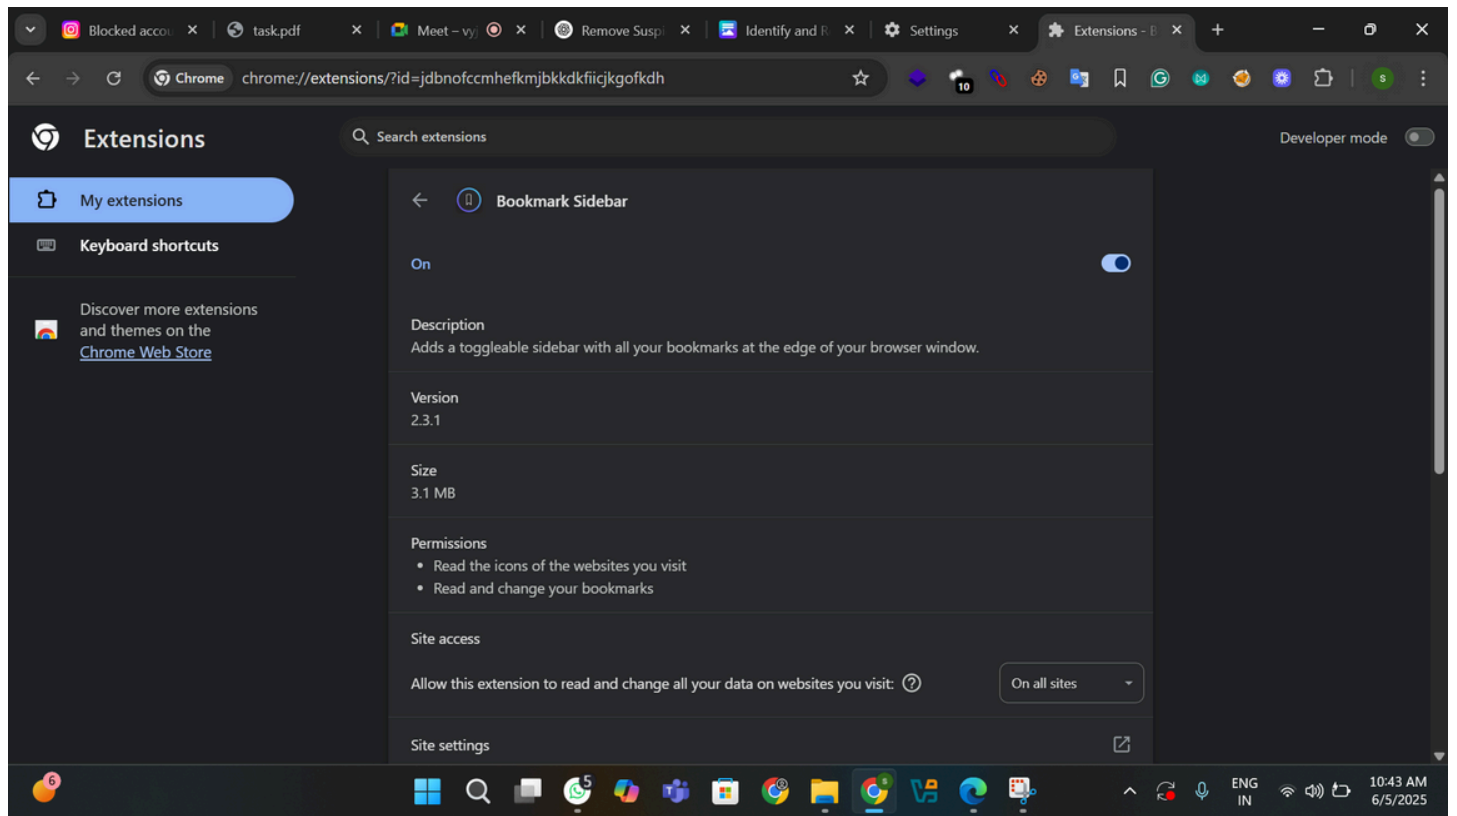 Blocked accou
task.pdf
Meet – vyj
Remove Suspi
Identify and R
Settings
Extensions - B
Chrome
chrome://extensions/?id=jdbnofccmhefkmjbkkdkfiicjkgofkdh
10
s
Extensions
Search extensions
Developer mode
My extensions
Keyboard shortcuts
Discover more extensions
and themes on the
Chrome Web Store
Bookmark Sidebar
On
Description
Adds a toggleable sidebar with all your bookmarks at the edge of your browser window.
Version
2.3.1
Size
3.1 MB
Permissions
• Read the icons of the websites you visit
• Read and change your bookmarks
Site access
Allow this extension to read and change all your data on websites you visit:
On all sites
Site settings
6
5
ENG
IN
10:43 AM
6/5/2025